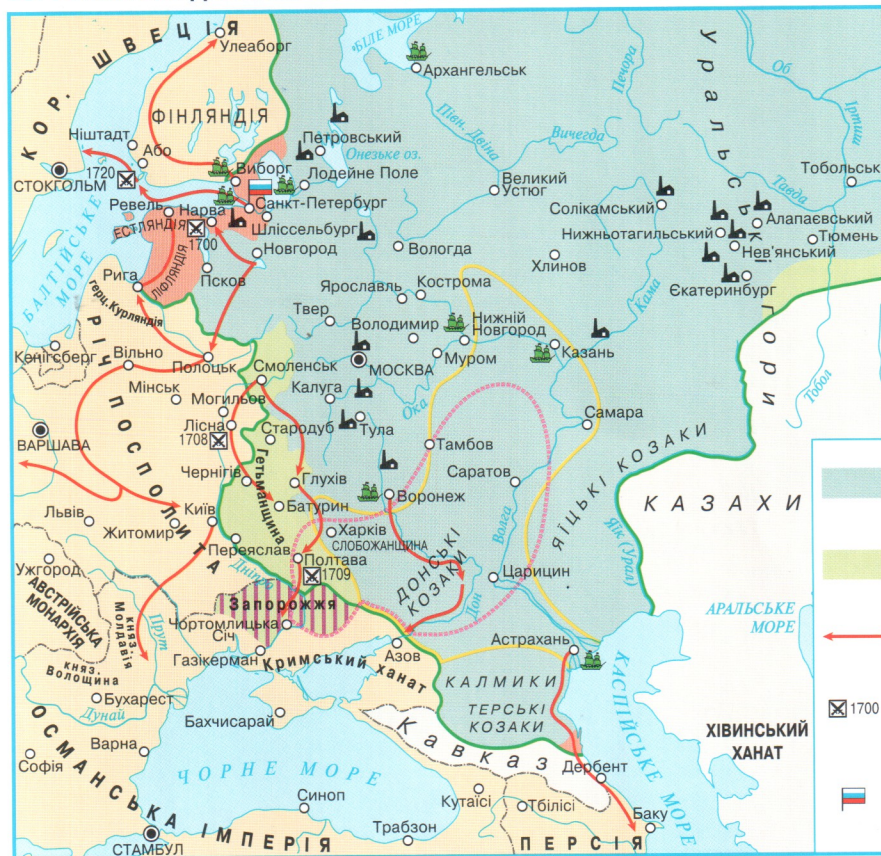 КОР. ШВЕЦІЯ
Улеаборг
БІЛЕ МОРЕ
Архангельськ
Печора
Об
Іртиш
УРАЛЬСЬКІ ГОРИ
ФІНЛЯНДІЯ
Півн. Двіна
Вичегда
Ніштадт
Або
Петровський
Онезьке оз.
Тобольськ
СТОКГОЛЬМ
1720
Виборг
Лодейне Поле
Великий
Устюг
Тавда
Ревель
Нарва
Санкт-Петербург
Солікамський
Алапаєвський
ЕСТЛЯНДІЯ
1700
Шліссельбург
Нижньотагильський
Тюмень
БАЛТІЙСЬКЕ
МОРЕ
ЛІФЛЯНДІЯ
Новгород
Вологда
Хлинов
Нев'янський
Псков
Рига
Ярославль
Кострома
Кама
Єкатеринбург
герц. Курляндія
Твер
Володимир
Нижній
Новгород
РІЧ ПОСПОЛИТА
Кенігсберг
Вільно
Полоцьк
Смоленськ
МОСКВА
Муром
Казань
Мінськ
Калуга
Ока
Тобол
Могильов
ВАРШАВА
Лісна
1708
Стародуб
Тула
Самара
Тамбов
Гетьманщина
Чернігів
Глухів
Саратов
ЯЇЦЬКІ КОЗАКИ
КАЗАХИ
Батурин
Воронеж
Львів
Київ
Житомир
Харків
СЛОБОЖАНЩИНА
Волга
Яїк (Урал)
Переяслав
Полтава
ДОНСЬКІ
КОЗАКИ
Ужгород
Дніпро
1709
Царицин
АВСТРІЙСЬКА
МОНАРХІЯ
Запорожжя
Дон
АРАЛЬСЬКЕ
МОРЕ
княз.
Молдавія
Прут
Чортомлицька
Січ
Азов
Астрахань
Газікерман
Кримський ханат
княз.
Волощина
КАЛМИКИ
КАСПІЙСЬКЕ МОРЕ
Бухарест
Дунай
Бахчисарай
ТЕРСЬКІ
КОЗАКИ
1700
ХІВИНСЬКИЙ
ХАНАТ
ОСМАНСЬКА ІМПЕРІЯ
Варна
Кавказ
Софія
ЧОРНЕ МОРЕ
Дербент
Синоп
Кутаїсі
Тбілісі
Баку
СТАМБУЛ
Трабзон
ПЕРСІЯ